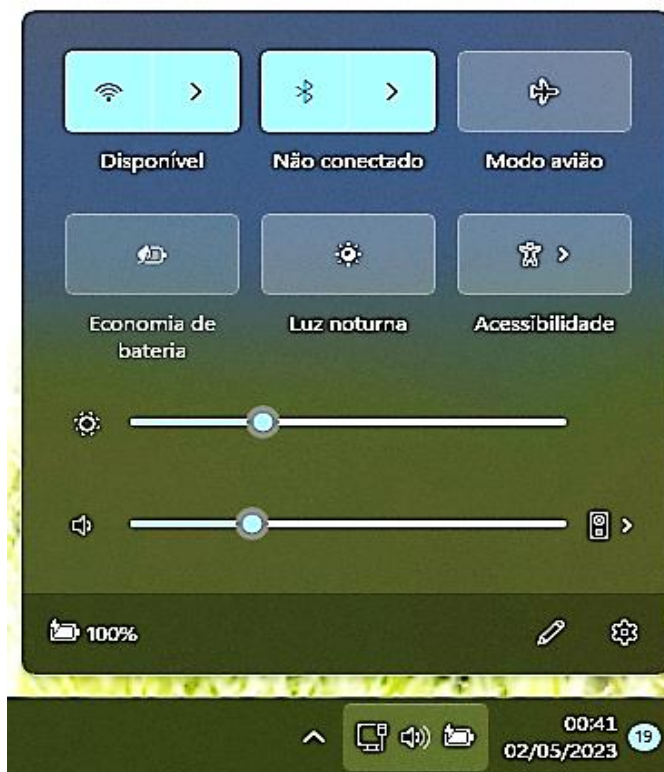 Disponível
Não conectado
Modo avião
Economia de
bateria
Luz noturna
Acessibilidade
100%
00:41
02/05/2023
19